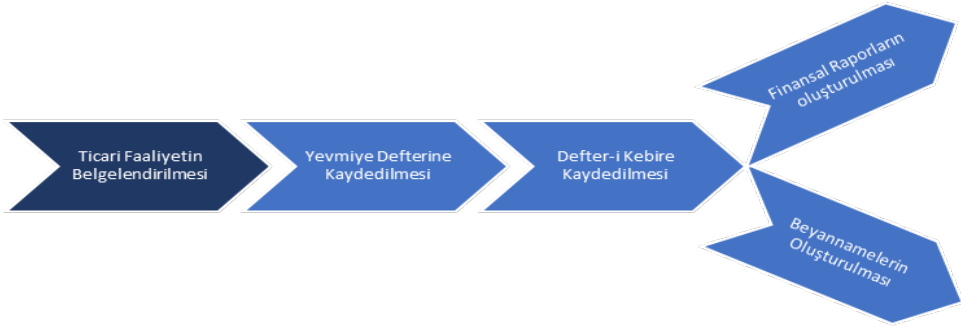 Ticari Faaliyetin
Belgelendirilmesi
Yevmiye Defterine
Kaydedilmesi
Defter-i Kebire
Kaydedilmesi
Finansal Raporların
oluşturulması
Beyannamelerin
Oluşturulması